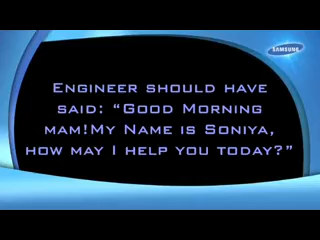 SAMSUNG
ENGINEER SHOULD HAVE
SAID: “GOOD MORNING
MAM!MY NAME IS SONIYA,
HOW MAY I HELP YOU TODAY?”